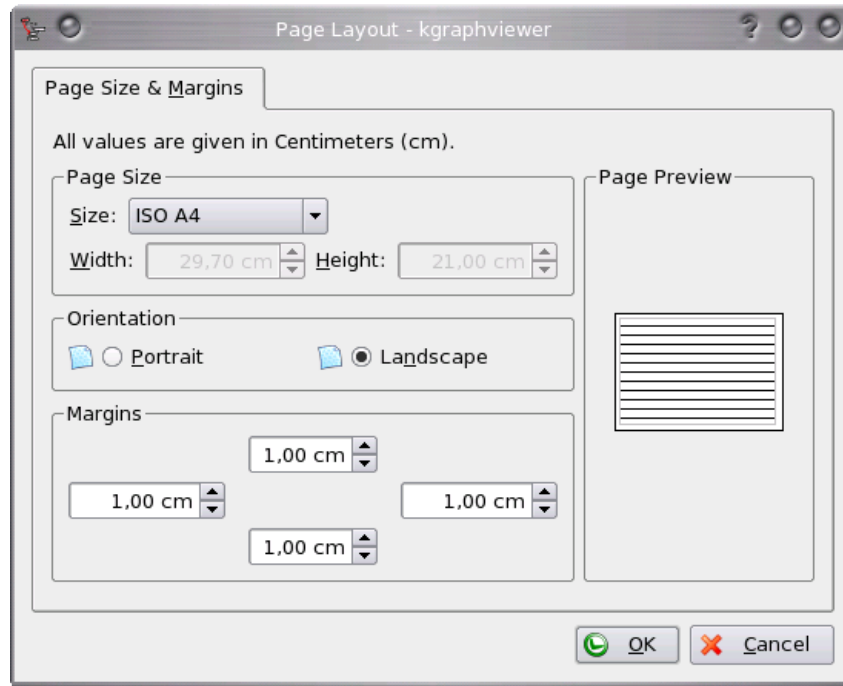 Page Layout - kgraphviewer
Page Size & Margins
All values are given in Centimeters (cm).
Page Size
Size: ISO A4
Width: 29,70 cm Height: 21,00 cm
Orientation
Portrait Landscape
Margins
1,00 cm
1,00 cm 1,00 cm
1,00 cm
Page Preview
OK Cancel